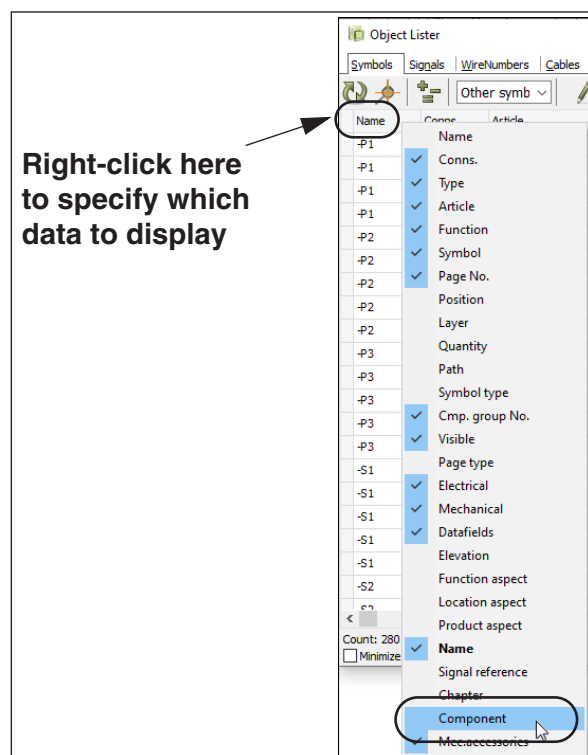 Object Lister
Symbols Signals WireNumbers Cables
Other symb
Name Conns. Article
Right-click here
to specify which
data to display
-P1
-P1
-P1
-P1
-P2
-P2
-P2
-P2
-P2
-P3
-P3
-P3
-P3
-P3
-S1
-S1
-S1
-S1
-S1
-S2
-S2
Count: 280
Minimize
Name
Conns.
Type
Article
Function
Symbol
Page No.
Position
Layer
Quantity
Path
Symbol type
Cmp. group No.
Visible
Page type
Electrical
Mechanical
Datafields
Elevation
Function aspect
Location aspect
Product aspect
Name
Signal reference
Chapter
Component
Mec.accessories